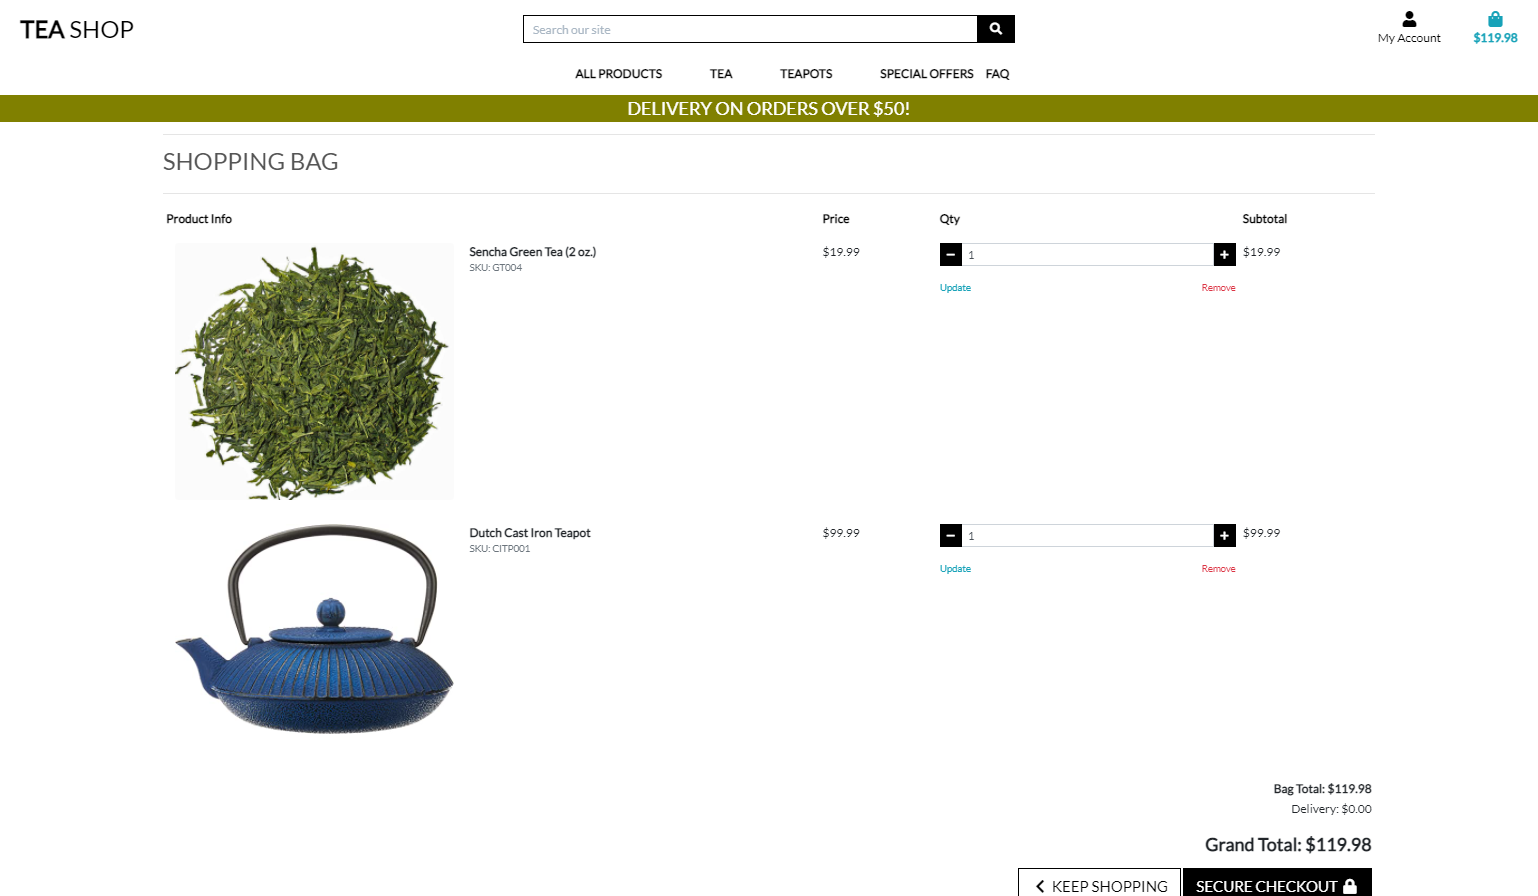 TEA SHOP
Search our site
My Account
$119.98
ALL PRODUCTS TEA TEAPOTS SPECIAL OFFERS FAQ
DELIVERY ON ORDERS OVER $50!
SHOPPING BAG
Product Info Price Qty Subtotal
Sencha Green Tea (2 oz.) $19.99 1 $19.99
SKU: GT004
Update Remove
Dutch Cast Iron Teapot $99.99 1 $99.99
SKU: CITP001
Update Remove
Bag Total: $119.98
Delivery: $0.00
Grand Total: $119.98
KEEP SHOPPING SECURE CHECKOUT